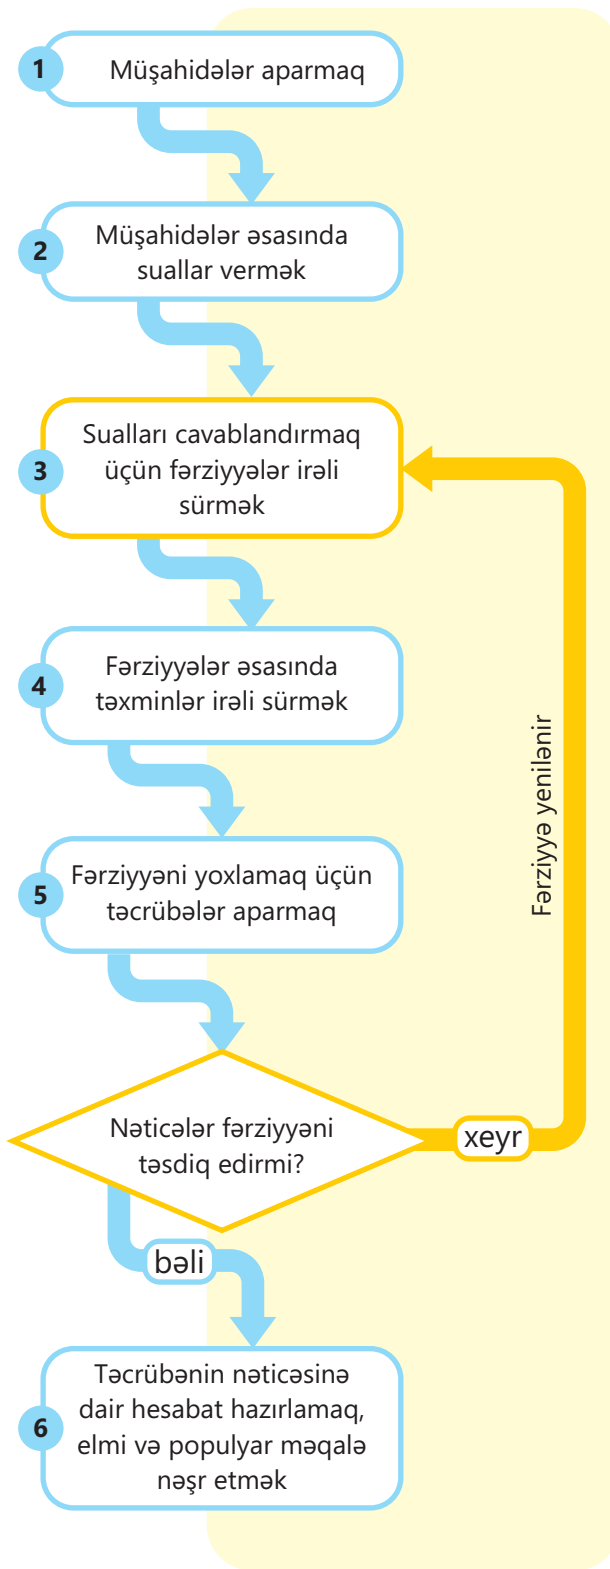 1
Müşahidələr aparmaq
2
Müşahidələr əsasında
suallar vermək
3
Sualları cavablandırmaq
üçün fərziyyələr irəli
sürmək
4
Fərziyyələr əsasında
təxminlər irəli sürmək
5
Fərziyyəni yoxlamaq üçün
təcrübələr aparmaq
Nəticələr fərziyyəni
təsdiq edirmi?
xeyr
Fərziyyə yenilənir
bəli
6
Təcrübənin nəticəsinə
dair hesabat hazırlamaq,
elmi və populyar məqalə
nəşr etmək